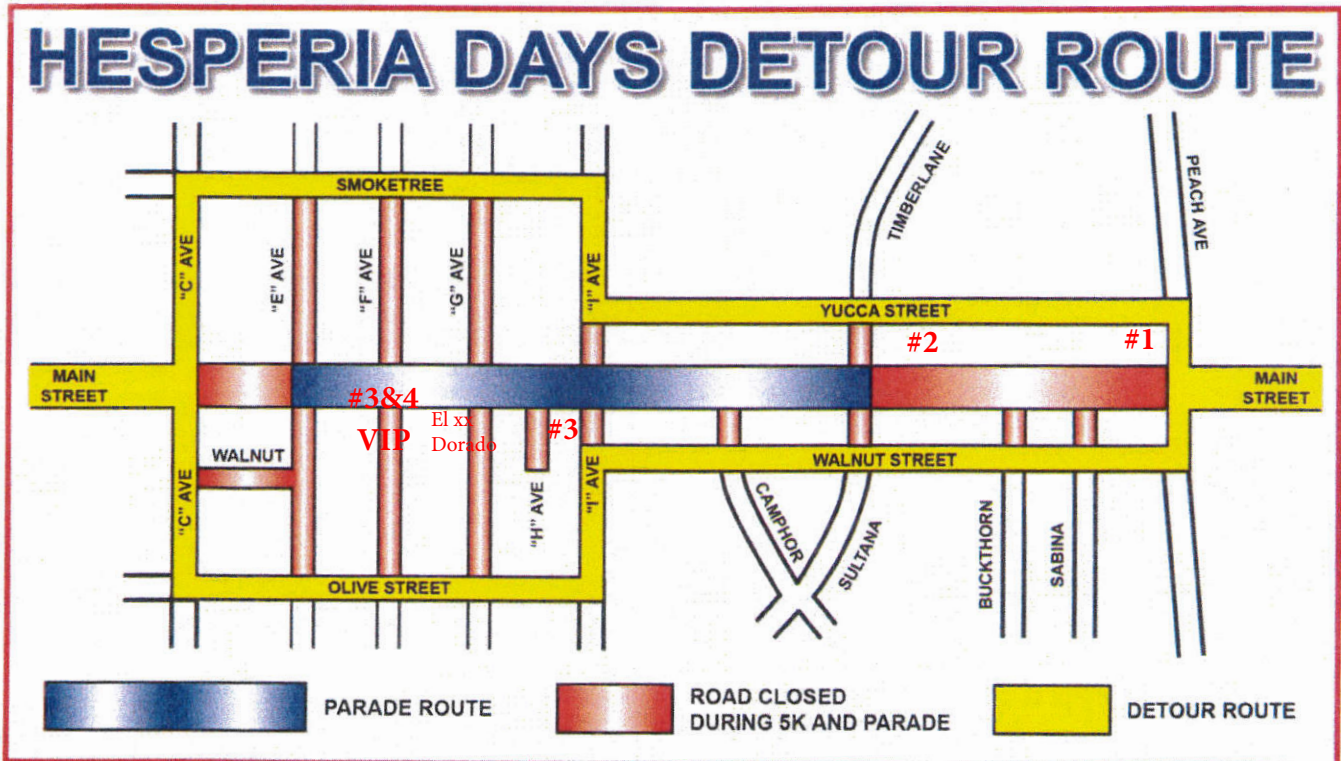 HESPERIA DAYS DETOUR ROUTE
SMOKETREE
TIMBERLANE
PEACH AVE
"C" AVE
"E" AVE
"F" AVE
"G" AVE
"I" AVE
YUCCA STREET
#2
#1
MAIN
STREET
MAIN
STREET
#3&4
VIP
El xx
Dorado
#3
WALNUT
WALNUT STREET
"C" AVE
"H" AVE
"I" AVE
CAMPHOR
SULTANA
BUCKTHORN
SABINA
OLIVE STREET
PARADE ROUTE
ROAD CLOSED
DURING 5K AND PARADE
DETOUR ROUTE